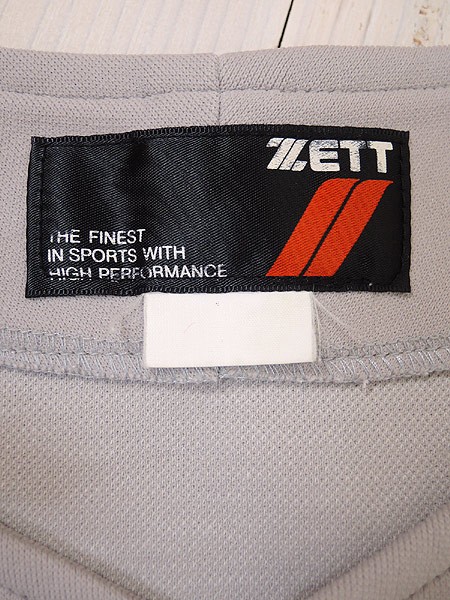 ZETT
THE FINEST
IN SPORTS WITH
HIGH PERFORMANCE